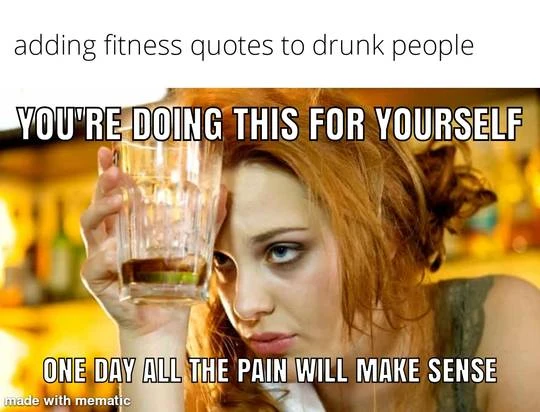 adding fitness quotes to drunk people
YOU'RE DOING THIS FOR YOURSELF
ONE DAY ALL THE PAIN WILL MAKE SENSE
made with mematic